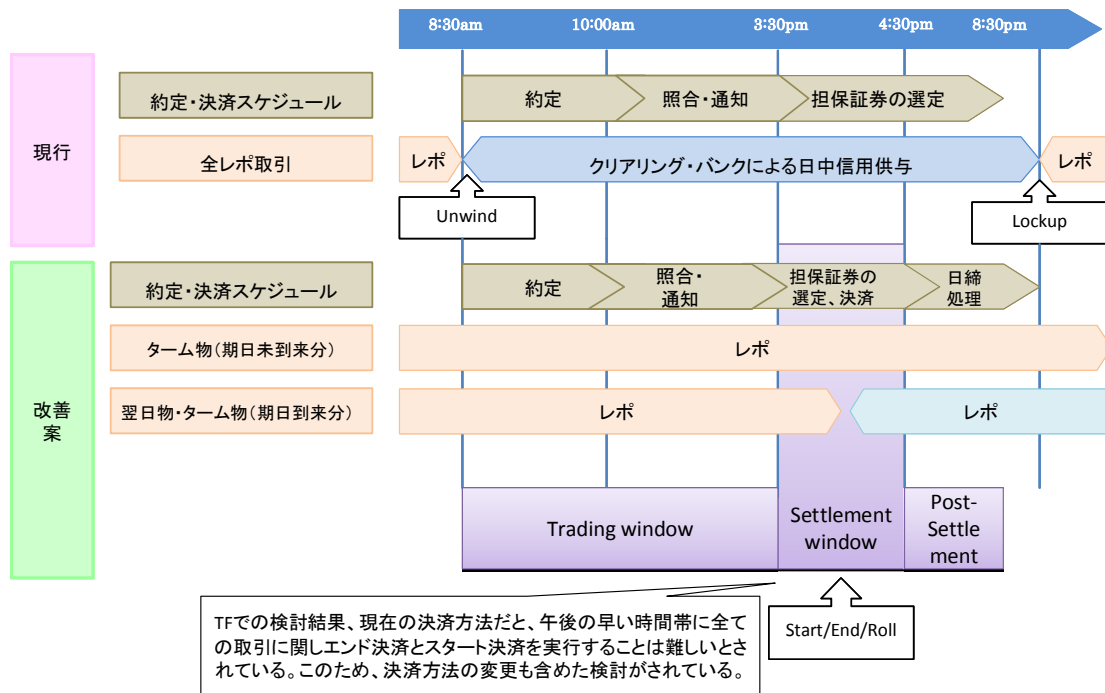 8:30am 10:00am 3:30pm 4:30pm 8:30pm
現行
約定・決済スケジュール
約定
照合・通知
担保証券の選定
全レポ取引
レポ
クリアリング・バンクによる日中信用供与
レポ
Unwind
Lockup
改善
案
約定・決済スケジュール
約定
照合・
通知
担保証券の
選定、決済
日締
処理
ターム物(期日未到来分)
レポ
翌日物・ターム物(期日到来分)
レポ
レポ
Trading window
Settlement
window
Post-
Settle
ment
TFでの検討結果、現在の決済方法だと、午後の早い時間帯に全て
の取引に関しエンド決済とスタート決済を実行することは難しいとさ
れている。このため、決済方法の変更も含めた検討がされている。
Start/End/Roll